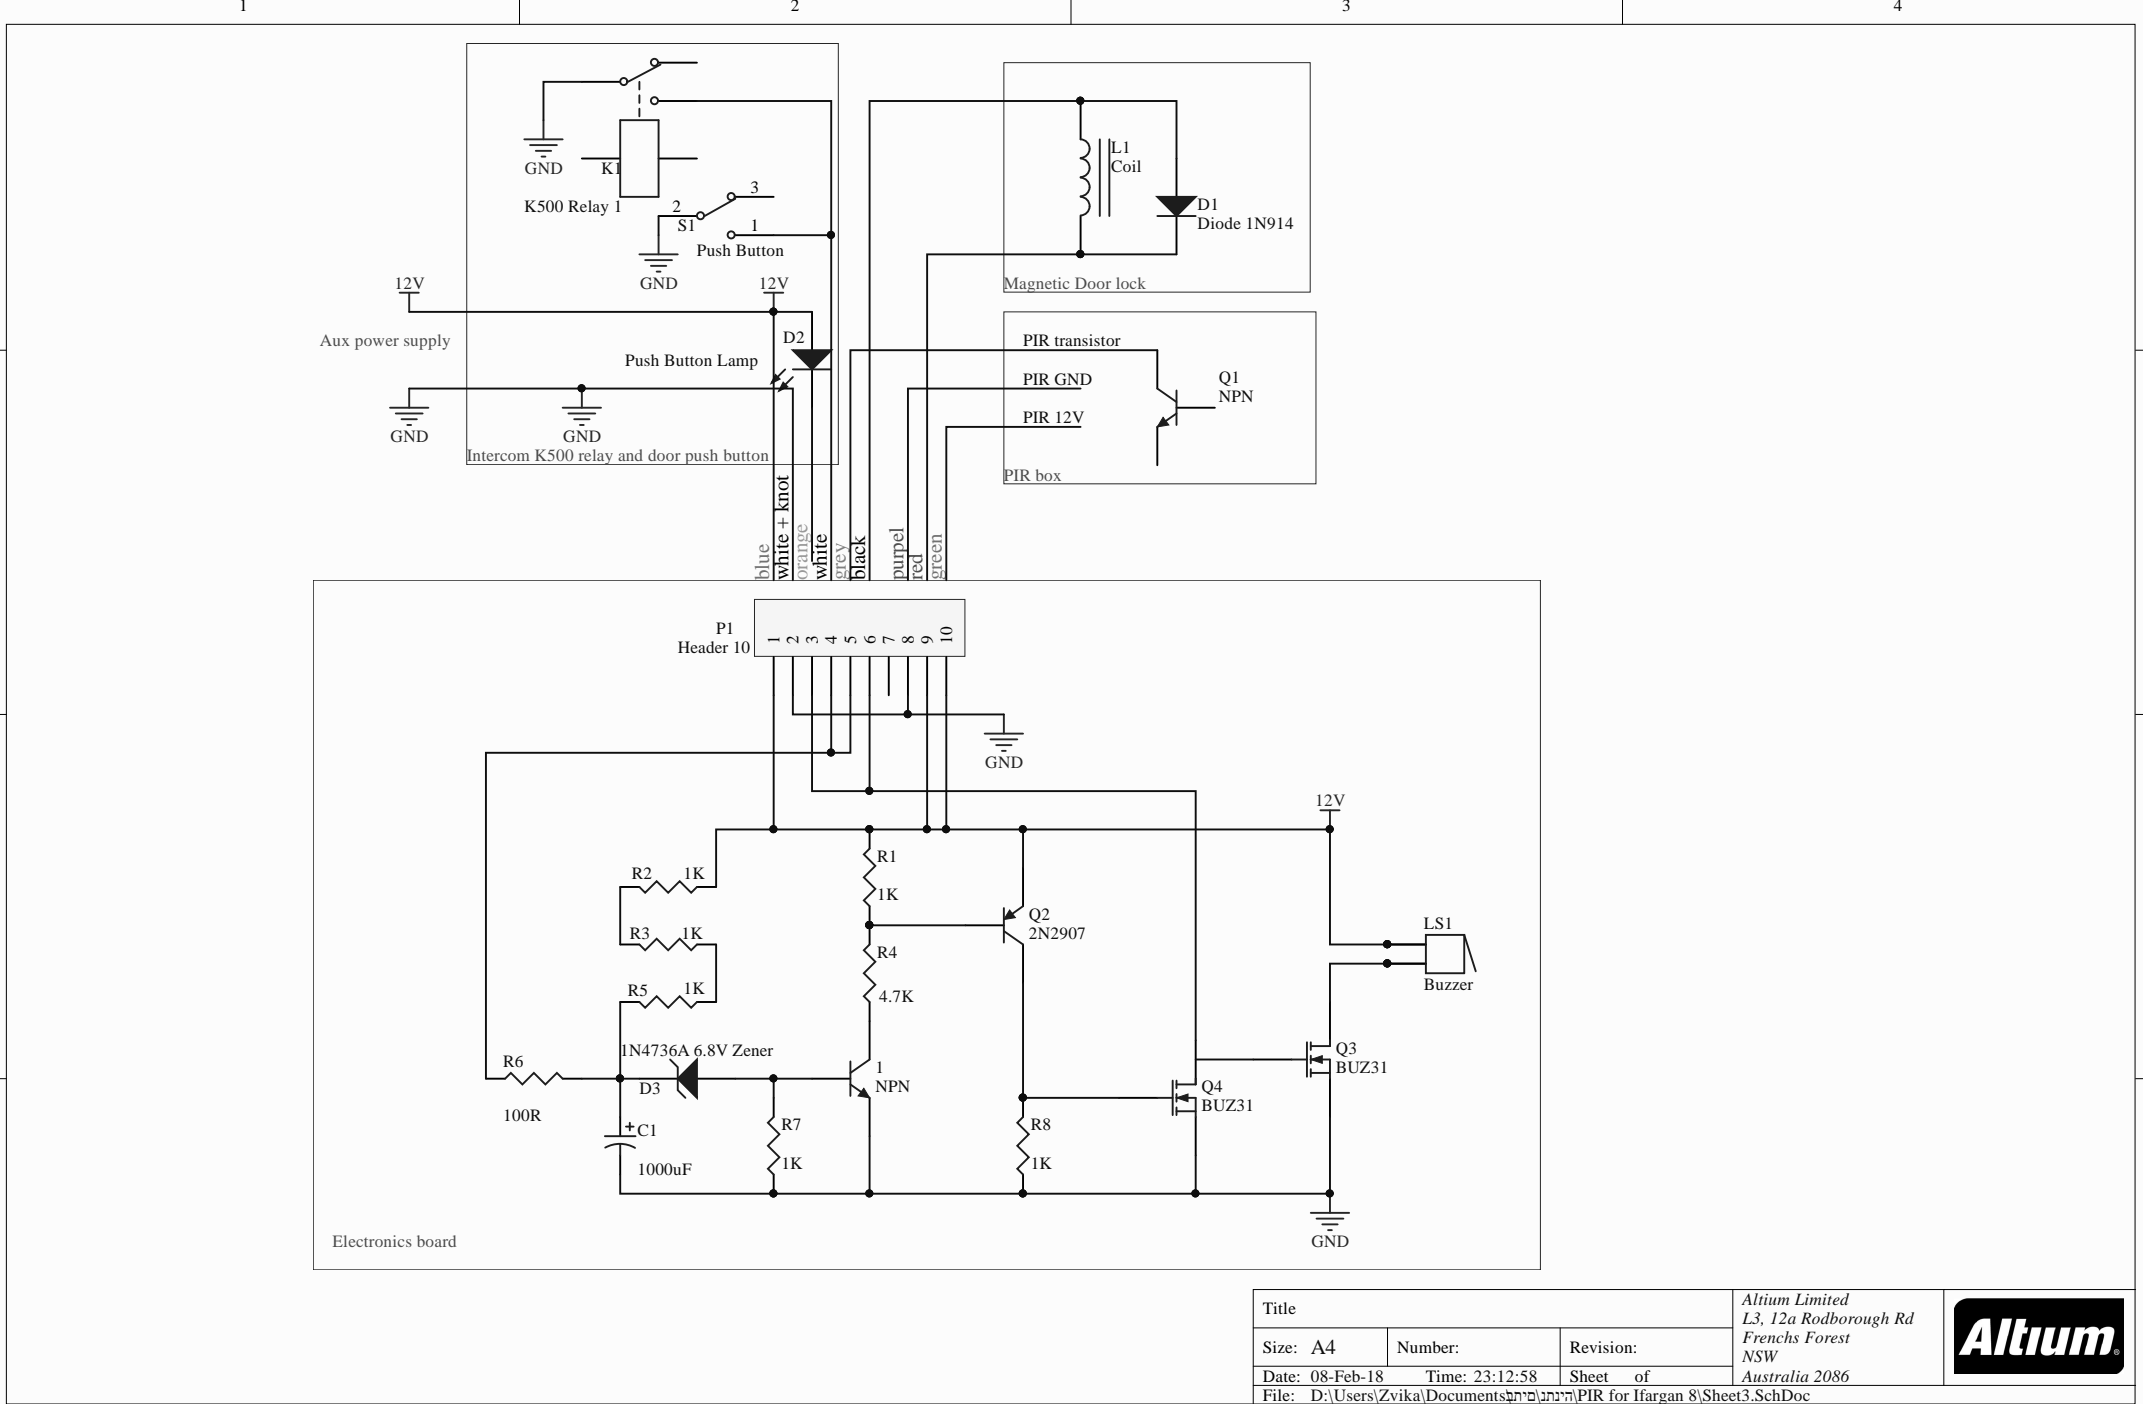 1
2
3
4
GND
K1
K500 Relay 1
3
2
S1
1
Push Button
GND
12V
12V
Aux power supply
D2
Push Button Lamp
GND
GND
Intercom K500 relay and door push button
L1
Coil
D1
Diode 1N914
Magnetic Door lock
PIR transistor
PIR GND
PIR 12V
Q1
NPN
PIR box
blue
white + knot
orange
white
grey
black
purpel
red
green
P1
Header 10
1
2
3
4
5
6
7
8
9
10
GND
12V
R1
1K
R2
1K
R3
1K
R5
1K
Q2
2N2907
R4
4.7K
LS1
Buzzer
R6
100R
1N4736A 6.8V Zener
D3
1
NPN
Q3
BUZ31
Q4
BUZ31
C1
1000uF
R7
1K
R8
1K
GND
Electronics board
Title
Size: A4
Number:
Revision:
Date: 08-Feb-18
Time: 23:12:58
Sheet of
File: D:\Users\Zvika\Documents\PIR for Ifargan 8\Sheet3.SchDoc
Altium Limited
L3, 12a Rodborough Rd
Frenchs Forest
NSW
Australia 2086
Altium